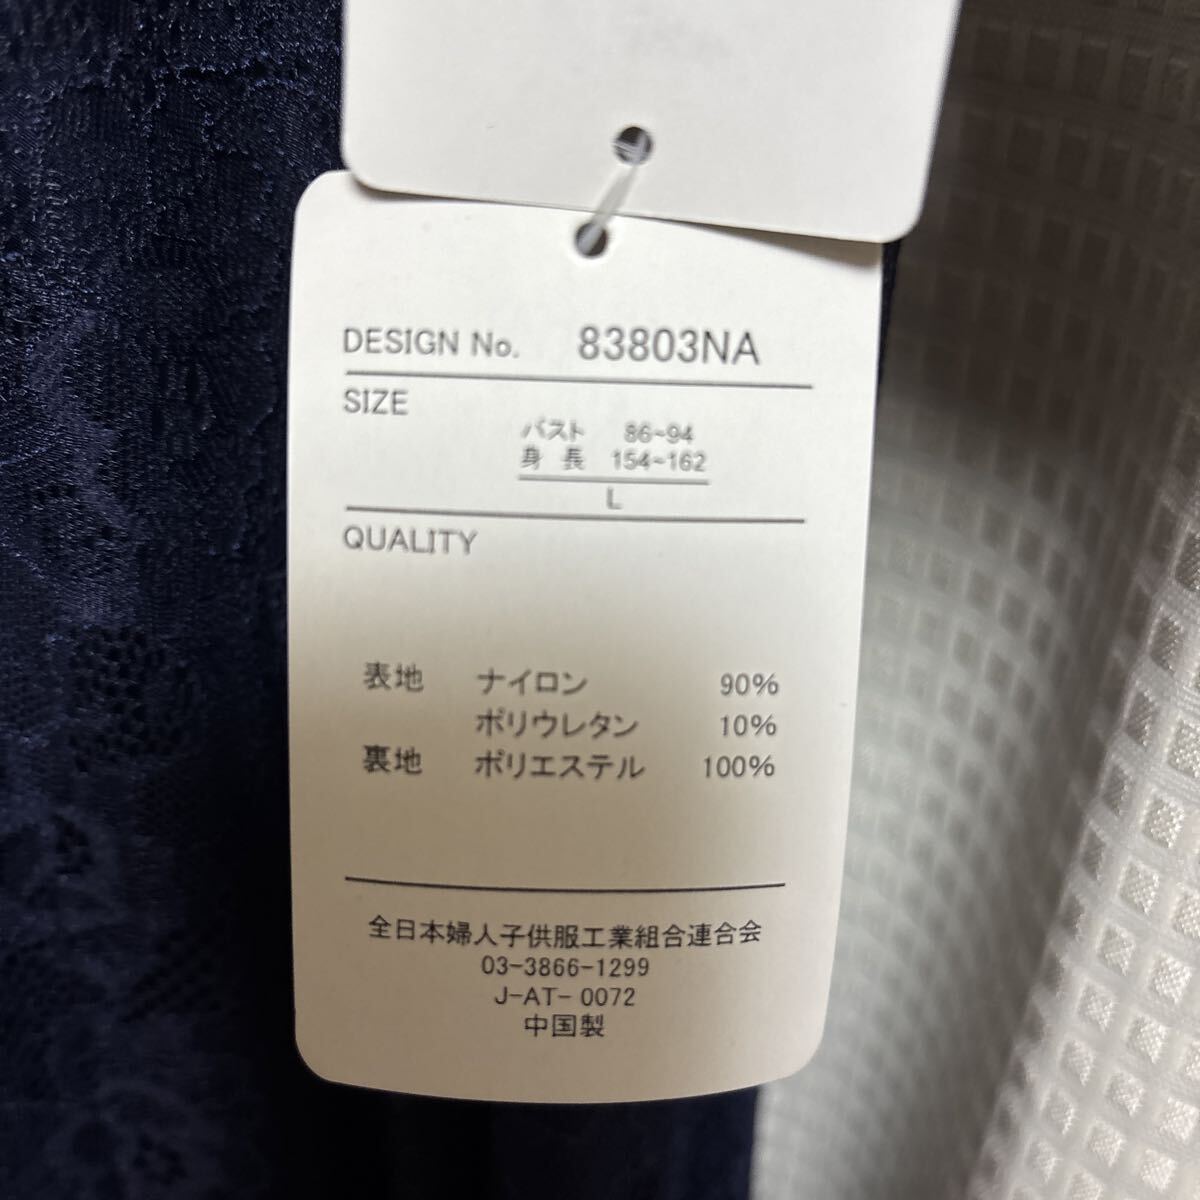 DESIGN No. 83803NA
SIZE
バスト 86~94
身長 154~162
L
QUALITY
表地 ナイロン 90%
ポリウレタン 10%
裏地 ポリエステル 100%
全日本婦人子供服工業組合連合会
03-3866-1299
J-AT-0072
中国製